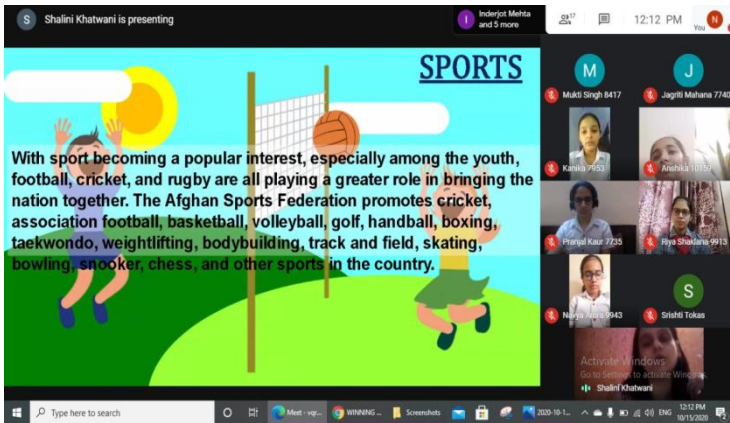 S Shalini Khatwani is presenting
I Inderjot Mehta
and 5 more
17
12:12 PM
You
N
SPORTS
With sport becoming a popular interest, especially among the youth,
football, cricket, and rugby are all playing a greater role in bringing the
nation together. The Afghan Sports Federation promotes cricket,
association football, basketball, volleyball, golf, handball, boxing,
taekwondo, weightlifting, bodybuilding, track and field, skating,
bowling, snooker, chess, and other sports in the country.
M
J
Mukti Singh 8417
Jagriti Mahana 7740
Kanika 7953
Anshika
Pranjal Kaur 7735
Riya 9913
Navya Arora 9943
S
Srishti Tokas
Activate Windows
Go to Settings to activate Windows.
Shalini Khatwani
Type here to search
Meet -
WINNING ...
Screenshots
2020-10-1...
ENG
12:12 PM
10/15/2020
2